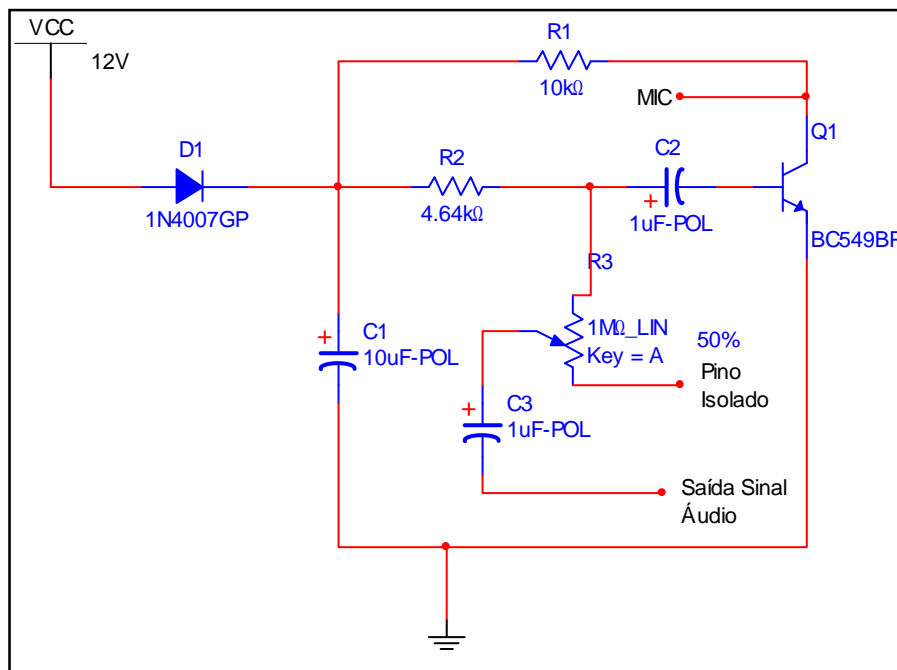 VCC
12V
R1
10kΩ
MIC
Q1
D1
1N4007GP
R2
4.64kΩ
C2
+
1uF-POL
BC549BP
R3
1MΩ_LIN
Key = A
50%
+
C1
10uF-POL
Pino
Isolado
+
C3
1uF-POL
Saída Sinal
Áudio